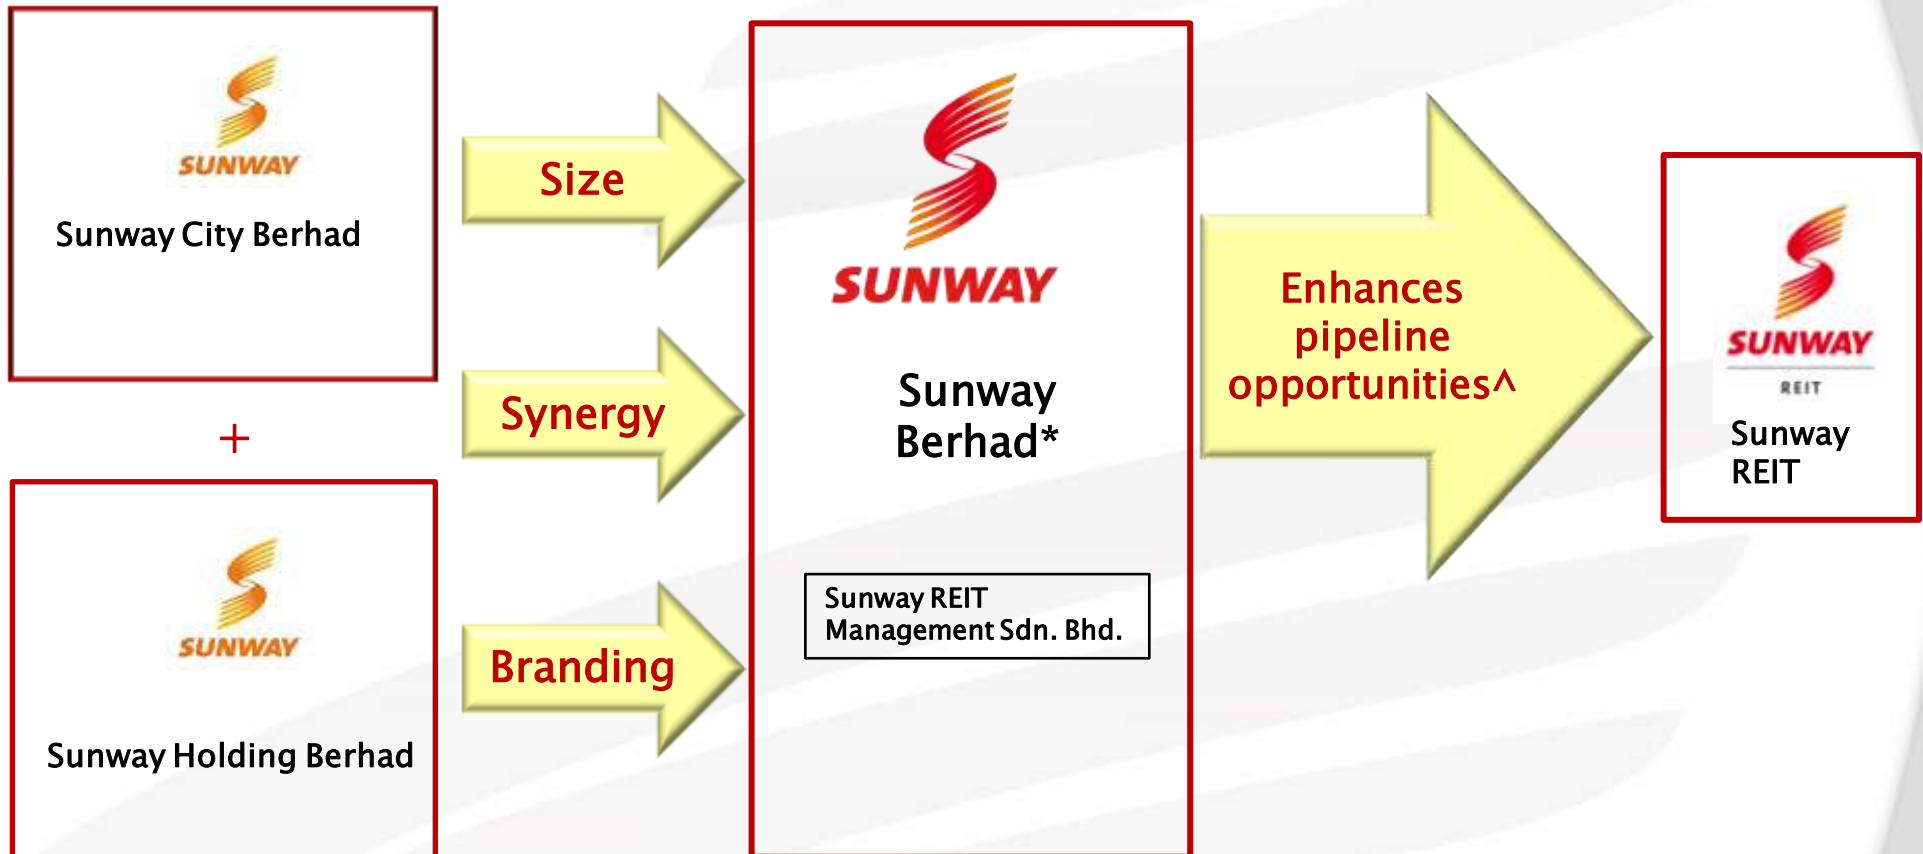 SUNWAY
Sunway City Berhad
+
SUNWAY
Sunway Holding Berhad
Size
Synergy
Branding
SUNWAY
Sunway
Berhad*
Sunway REIT
Management Sdn. Bhd.
Enhances
pipeline
opportunities^
SUNWAY
REIT
Sunway
REIT